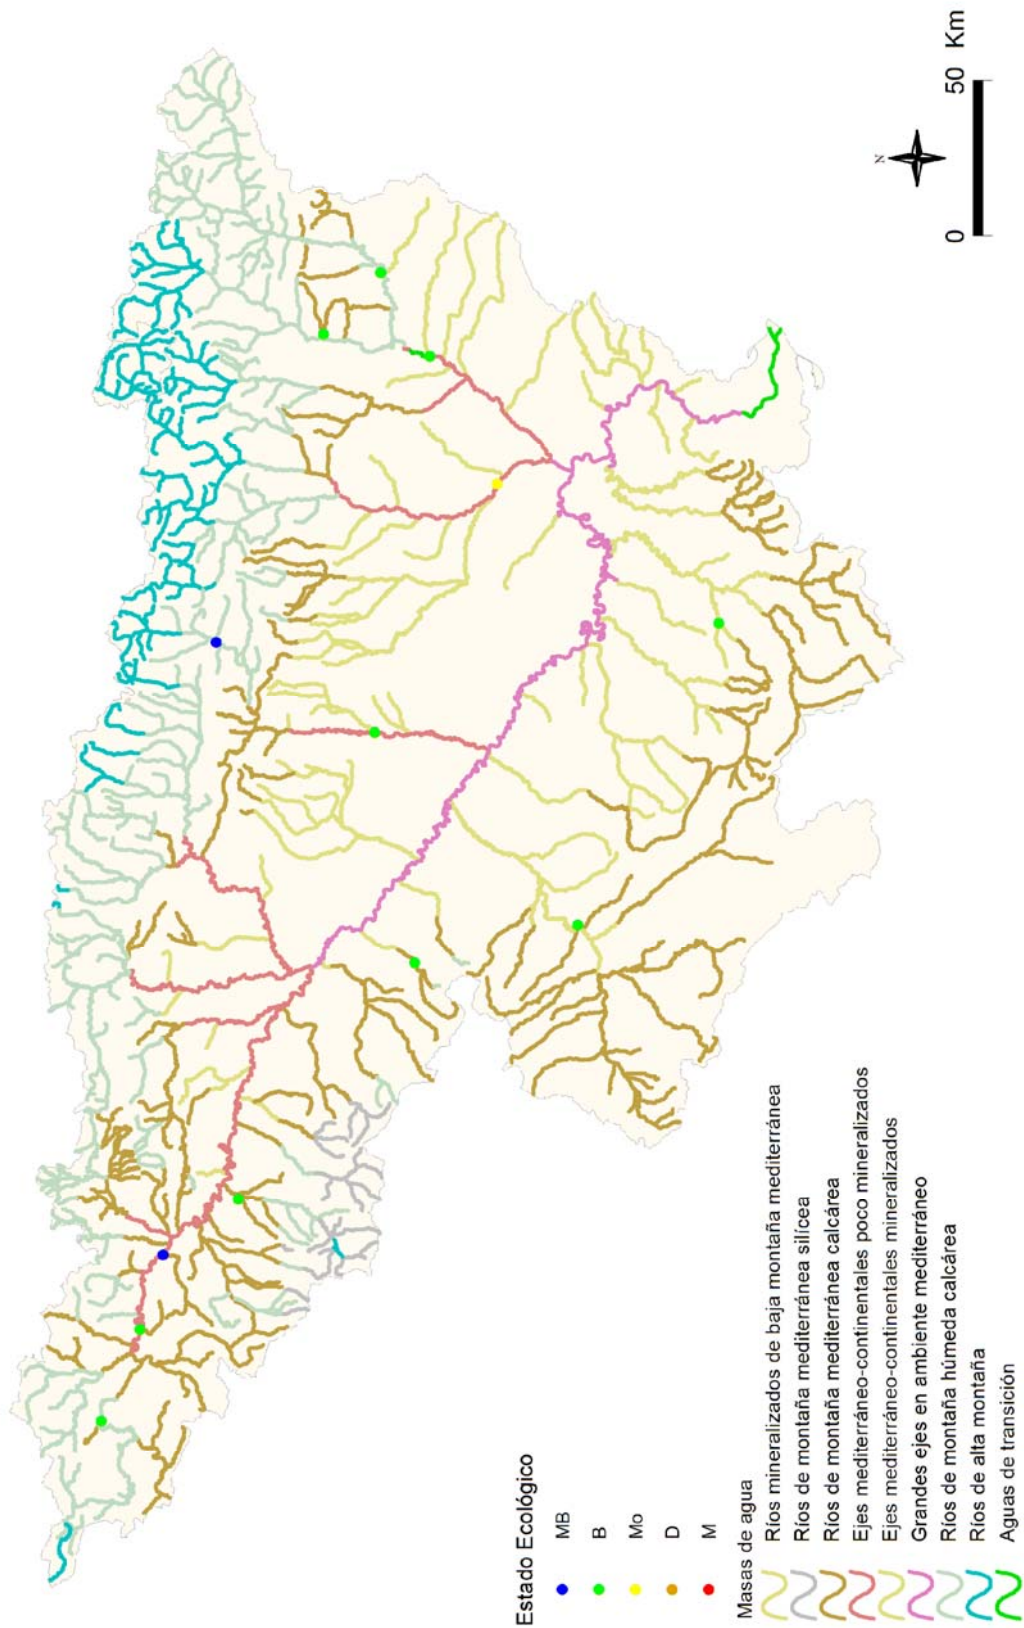 N
0 50 Km
Estado Ecológico
MB
B
Mo
D
M
Masas de agua
Ríos mineralizados de baja montaña mediterránea
Ríos de montaña mediterránea silícea
Ríos de montaña mediterránea calcárea
Ejes mediterráneo-continentales poco mineralizados
Ejes mediterráneo-continentales mineralizados
Grandes ejes en ambiente mediterráneo
Ríos de montaña húmeda calcárea
Ríos de alta montaña
Aguas de transición